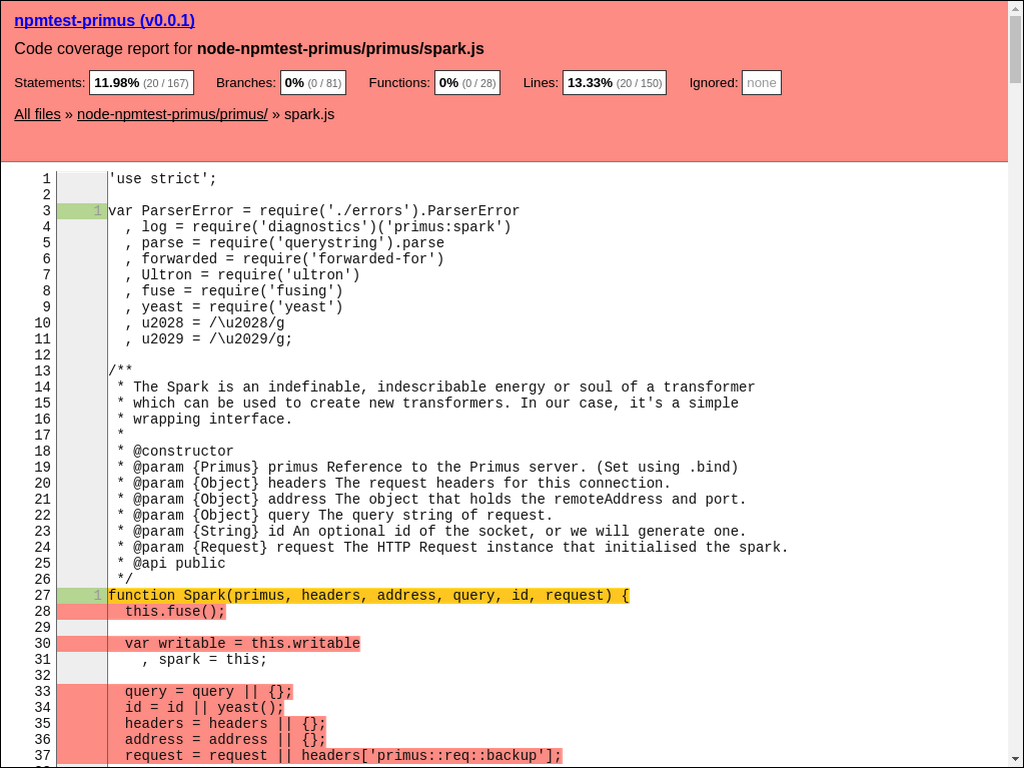 npmtest-primus (v0.0.1)
Code coverage report for node-npmtest-primus/primus/spark.js
Statements: 11.98% (20 / 167) Branches: 0% (0 / 81) Functions: 0% (0 / 28) Lines: 13.33% (20 / 150) Ignored: none
All files » node-npmtest-primus/primus/ » spark.js
1 'use strict';
2
3 1 var ParserError = require('./errors').ParserError
4 , log = require('diagnostics')('primus:spark')
5 , parse = require('querystring').parse
6 , forwarded = require('forwarded-for')
7 , Ultron = require('ultron')
8 , fuse = require('fusing')
9 , yeast = require('yeast')
10 , u2028 = /\u2028/g
11 , u2029 = /\u2029/g;
12
13 /**
14 * The Spark is an indefinable, indescribable energy or soul of a transformer
15 * which can be used to create new transformers. In our case, it's a simple
16 * wrapping interface.
17 *
18 * @constructor
19 * @param {Primus} primus Reference to the Primus server. (Set using .bind)
20 * @param {Object} headers The request headers for this connection.
21 * @param {Object} address The object that holds the remoteAddress and port.
22 * @param {Object} query The query string of request.
23 * @param {String} id An optional id of the socket, or we will generate one.
24 * @param {Request} request The HTTP Request instance that initialised the spark.
25 * @api public
26 */
27 1 function Spark(primus, headers, address, query, id, request) {
28 this.fuse();
29
30 var writable = this.writable
31 , spark = this;
32
33 query = query || {};
34 id = id || yeast();
35 headers = headers || {};
36 address = address || {};
37 request = request || headers['primus::req::backup'];